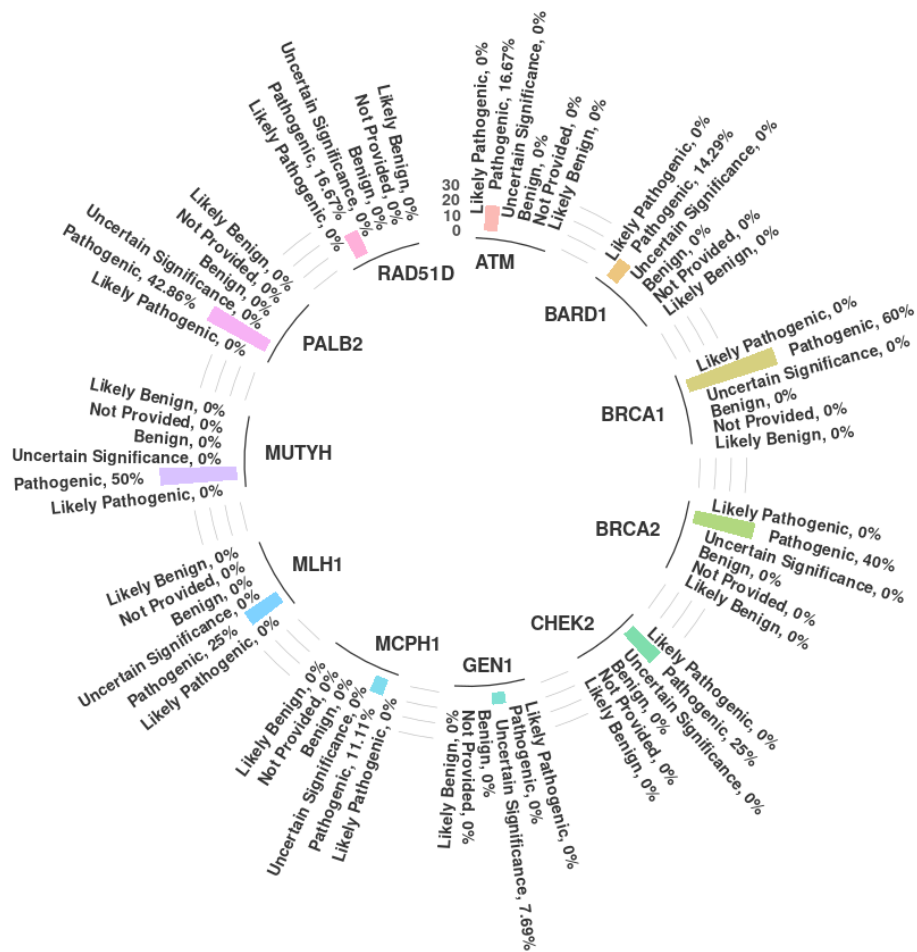 30
20
10
0
ATM
Likely Pathogenic, 0%
Pathogenic, 16.67%
Uncertain Significance, 0%
Benign, 0%
Not Provided, 0%
Likely Benign, 0%
BARD1
Likely Pathogenic, 0%
Pathogenic, 14.29%
Uncertain Significance, 0%
Benign, 0%
Not Provided, 0%
Likely Benign, 0%
BRCA1
Likely Pathogenic, 0%
Pathogenic, 60%
Uncertain Significance, 0%
Benign, 0%
Not Provided, 0%
Likely Benign, 0%
BRCA2
Likely Pathogenic, 0%
Pathogenic, 40%
Uncertain Significance, 0%
Benign, 0%
Not Provided, 0%
Likely Benign, 0%
CHEK2
Likely Pathogenic, 0%
Pathogenic, 25%
Uncertain Significance, 0%
Benign, 0%
Not Provided, 0%
Likely Benign, 0%
GEN1
Likely Pathogenic, 0%
Pathogenic, 0%
Uncertain Significance, 7.69%
Benign, 0%
Not Provided, 0%
Likely Benign, 0%
MCPH1
Likely Pathogenic, 0%
Pathogenic, 11.11%
Uncertain Significance, 0%
Benign, 0%
Not Provided, 0%
Likely Benign, 0%
MLH1
Likely Pathogenic, 0%
Pathogenic, 25%
Uncertain Significance, 0%
Benign, 0%
Not Provided, 0%
Likely Benign, 0%
MUTYH
Likely Pathogenic, 0%
Pathogenic, 50%
Uncertain Significance, 0%
Benign, 0%
Not Provided, 0%
Likely Benign, 0%
PALB2
Likely Pathogenic, 0%
Pathogenic, 42.86%
Uncertain Significance, 0%
Benign, 0%
Not Provided, 0%
Likely Benign, 0%
RAD51D
Likely Pathogenic, 0%
Pathogenic, 16.67%
Uncertain Significance, 0%
Benign, 0%
Not Provided, 0%
Likely Benign, 0%